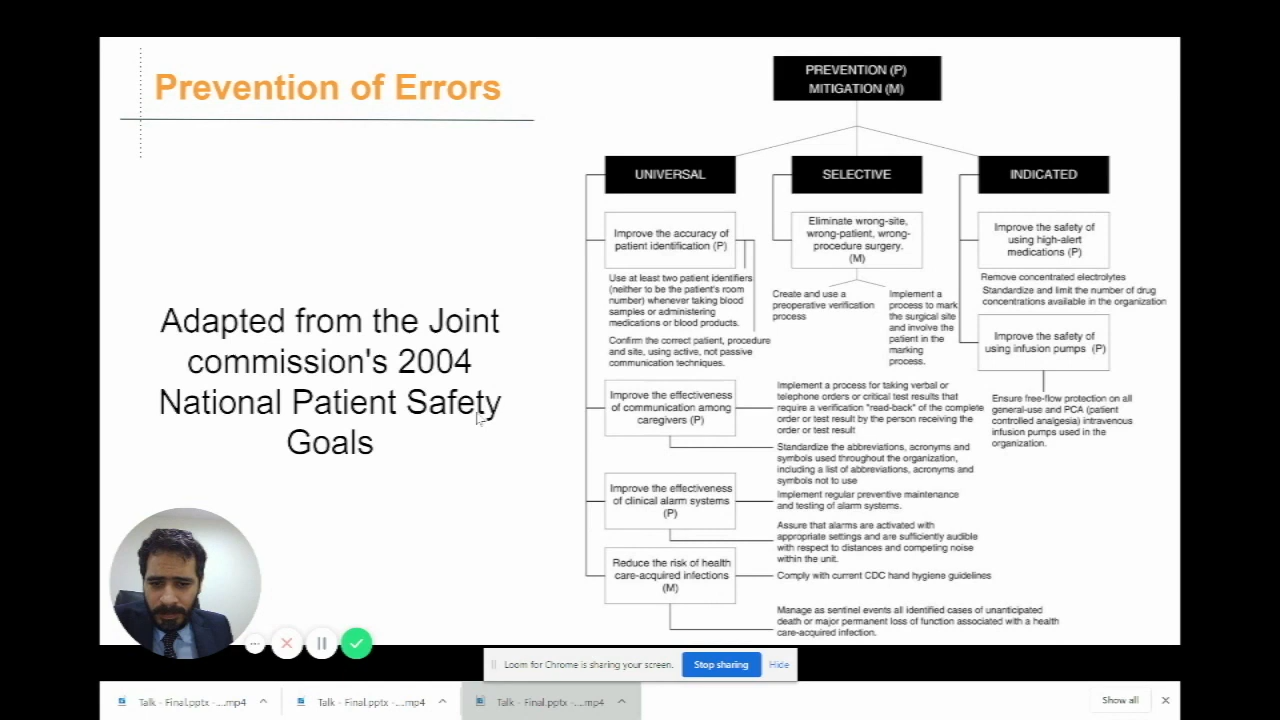 Prevention of Errors
Adapted from the Joint
commission's 2004
National Patient Safety
Goals
PREVENTION (P)
MITIGATION (M)
UNIVERSAL
Improve the accuracy of
patient identification (P)
Use at least two patient identifiers
(neither to be the patient's room
number) whenever taking blood
samples or administering
medications or blood products.
Confirm the correct patient, procedure
and site, using active, not passive
communication techniques.
Improve the effectiveness
of communication among
caregivers (P)
Implement a process for taking verbal or
telephone orders or critical test results that
require a verification "read-back" of the complete
order or test result by the person receiving the
order or test result
Standardize the abbreviations, acronyms and
symbols used throughout the organization,
including a list of abbreviations, acronyms and
symbols not to use
Improve the effectiveness
of clinical alarm systems
(P)
Implement regular preventive maintenance
and testing of alarm systems.
Assure that alarms are activated with
appropriate settings and are sufficiently audible
with respect to distances and competing noise
within the unit.
Reduce the risk of health
care-acquired infections
(M)
Comply with current CDC hand hygiene guidelines
Manage as sentinel events all identified cases of unanticipated
death or major permanent loss of function associated with a health
care-acquired infection.
SELECTIVE
Eliminate wrong-site,
wrong-patient, wrong-
procedure surgery.
(M)
Create and use a
preoperative verification
process
Implement a
process to mark
the surgical site
and involve the
patient in the
marking
process.
INDICATED
Improve the safety of
using high-alert
medications (P)
Remove concentrated electrolytes
Standardize and limit the number of drug
concentrations available in the organization
Improve the safety of
using infusion pumps (P)
Ensure free-flow protection on all
general-use and PCA (patient
controlled analgesia) intravenous
infusion pumps used in the
organization.
Loom for Chrome is sharing your screen.
Stop sharing
Hide
Talk - Final.pptx -....mp4
Talk - Final.pptx -....mp4
Talk - Final.pptx -....mp4
Show all